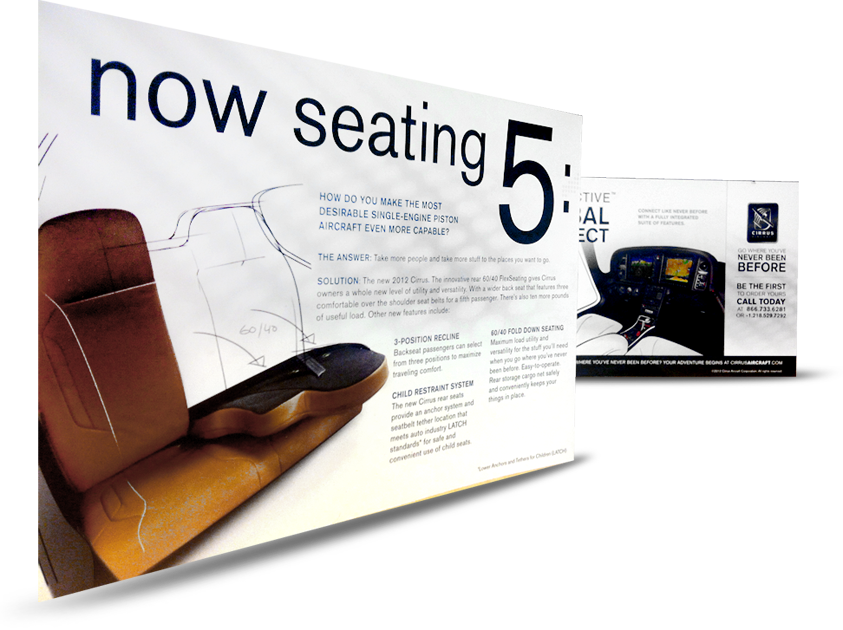 now seating 5:
HOW DO YOU MAKE THE MOST
DESIRABLE SINGLE-ENGINE PISTON
AIRCRAFT EVEN MORE CAPABLE?
THE ANSWER: Take more people and take more stuff to the places you want to go.
SOLUTION: The new 2012 Cirrus. The innovative rear 60/40 FlexSeating gives Cirrus
owners a whole new level of utility and versatility. With a wider back seat that features three
comfortable over the shoulder seat belts for a fifth passenger. There's also ten more pounds
of useful load. Other new features include:
60/40
3-POSITION RECLINE
Backseat passengers can select
from three positions to maximize
traveling comfort.
CHILD RESTRAINT SYSTEM
The new Cirrus rear seats
provide an anchor system and
seatbelt tether location that
meets auto industry LATCH
standards* for safe and
convenient use of child seats.
60/40 FOLD DOWN SEATING
Maximum load utility and
versatility for the stuff you'll need
when you go where you've never
been before. Easy-to-operate.
Rear storage cargo net safely
and conveniently keeps your
things in place.
*Lower Anchors and Tethers for Children (LATCH)
CTIVE™
BAL
ECT
CONNECT LIKE NEVER BEFORE
WITH A FULLY INTEGRATED
SUITE OF FEATURES.
CIRRUS
GO WHERE YOU'VE
NEVER BEEN
BEFORE
BE THE FIRST
TO ORDER YOURS
CALL TODAY
AT 866.733.6281
OR +1.218.529.7292
WHERE YOU'VE NEVER BEEN BEFORE? YOUR ADVENTURE BEGINS AT CIRRUSAIRCRAFT.COM
Cirrus Aircraft Corporation. All rights reserved.